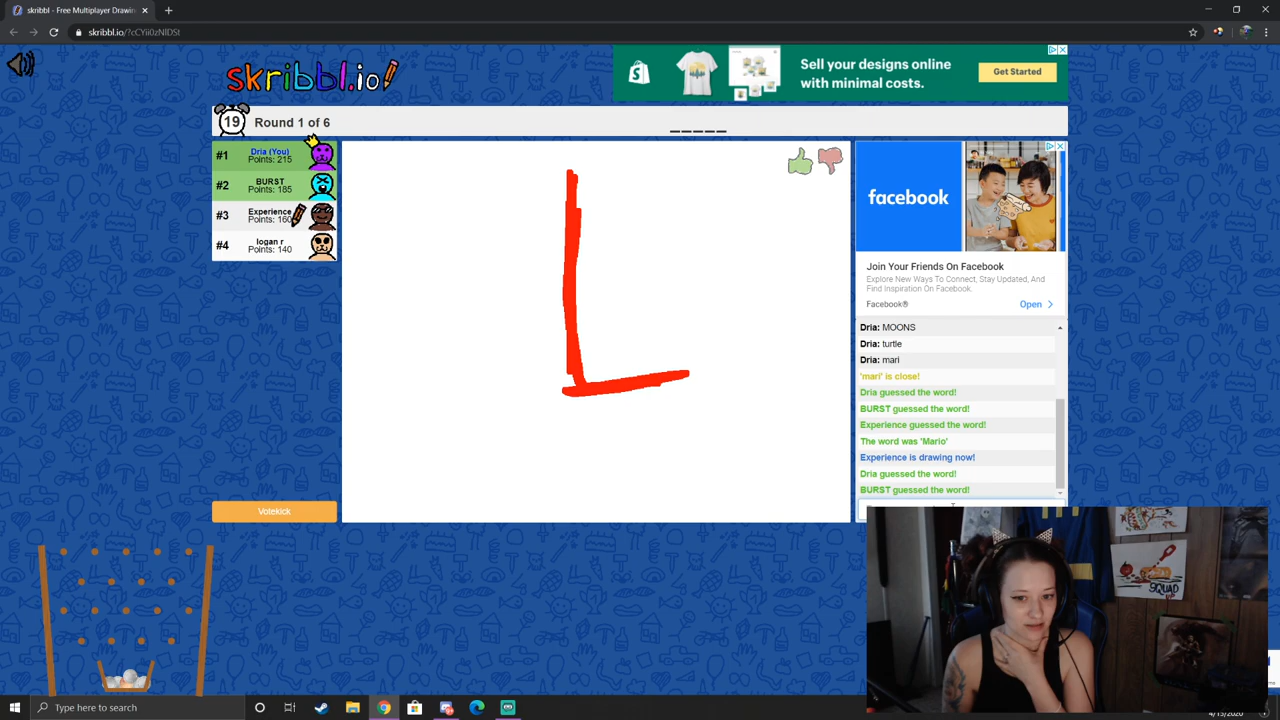 skribbl - Free Multiplayer Drawin
skribbl.io/?cCYii0zNIDSt
skribbl.io!
Sell your designs online
with minimal costs.
Get Started
19
Round 1 of 6
_____
#1 Dria (You)
Points: 215
#2 BURST
Points: 185
#3 Experience
Points: 160
#4 logan r
Points: 140
L
Votekick
facebook
Join Your Friends On Facebook
Explore New Ways To Connect, Stay Updated, And
Find Inspiration On Facebook.
Facebook®
Open
Dria: MOONS
Dria: turtle
Dria: mari
'mari' is close!
Dria guessed the word!
BURST guessed the word!
Experience guessed the word!
The word was 'Mario'
Experience is drawing now!
Dria guessed the word!
BURST guessed the word!
SQUAD
Type here to search